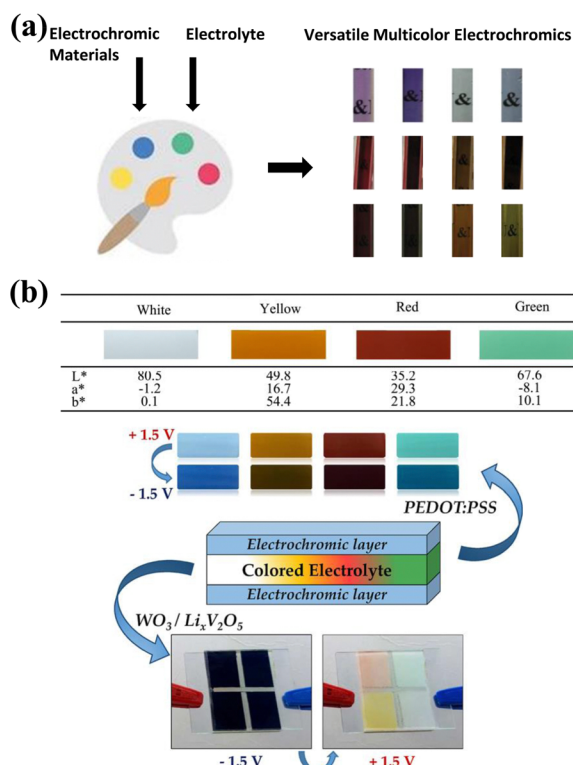 (a)
Electrochromic Materials
Electrolyte
Versatile Multicolor Electrochromics
&]
&
[&
&
&
&
&
&
&]
[&
(b)
White Yellow Red Green
L* 80.5 49.8 35.2 67.6
a* -1.2 16.7 29.3 -8.1
b* 0.1 54.4 21.8 10.1
+ 1.5 V
- 1.5 V
PEDOT:PSS
Electrochromic layer
Colored Electrolyte
Electrochromic layer
WO3 / LixV2O5
- 1.5 V
+ 1.5 V